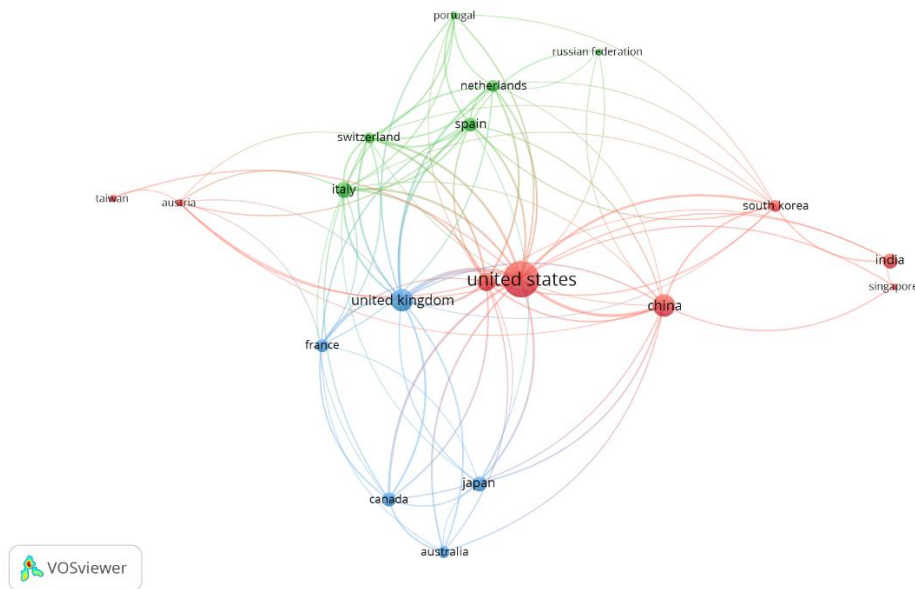 portugal
russian federation
netherlands
spain
switzerland
italy
taiwan
austria
south korea
india
united states
singapore
united kingdom
china
france
japan
canada
australia
VOSviewer